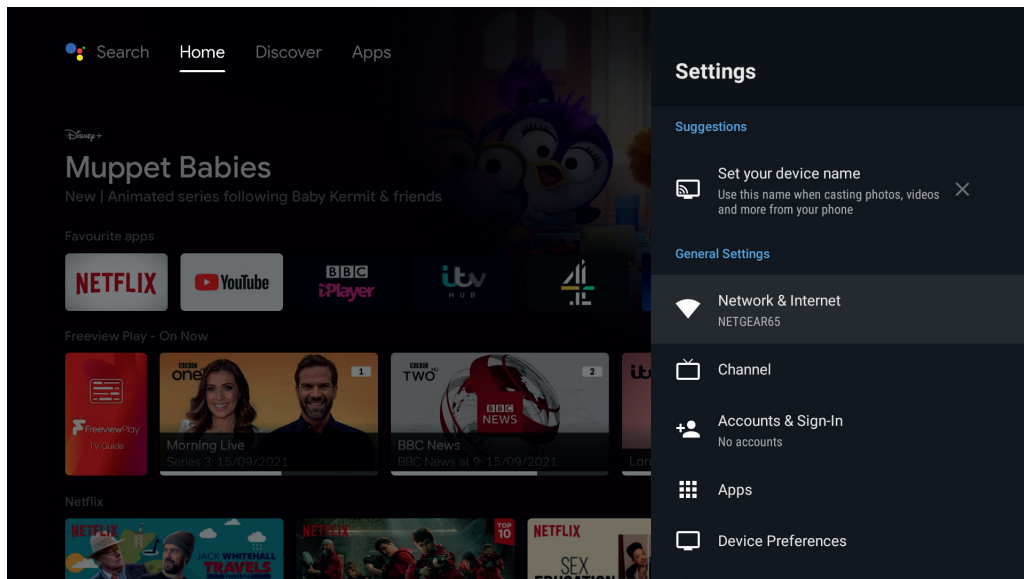 Search
Home
Discover
Apps
Disney+
Muppet Babies
New | Animated series following Baby Kermit & friends
Favourite apps
NETFLIX
YouTube
BBC
iPlayer
itv
HUB
4
Freeview Play - On Now
FreeviewPlay
TV Guide
BBC
one
1
Morning Live
Series 3: 15/09/2021
BBC
TWO HD
2
BBC
NEWS
BBC News
BBC News at 9: 15/09/2021
itv
Lor
Netflix
NETFLIX
JACK WHITEHALL
TRAVELS
NETFLIX
TOP
10
NETFLIX
SEX
EDUCATION
Settings
Suggestions
Set your device name
Use this name when casting photos, videos
and more from your phone
General Settings
Network & Internet
NETGEAR65
Channel
Accounts & Sign-In
No accounts
Apps
Device Preferences